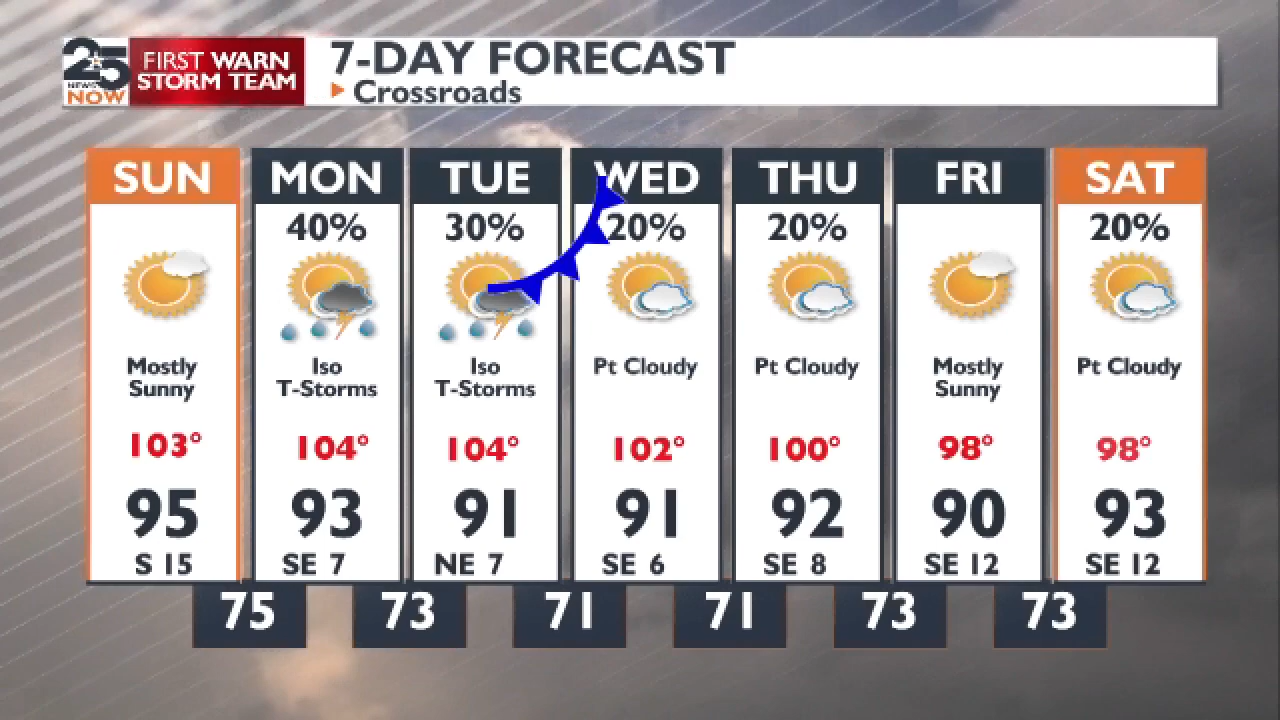 25
NEWS
NOW
FIRST WARN
STORM TEAM
7-DAY FORECAST
Crossroads
SUN
Mostly
Sunny
103°
95
S 15
MON
40%
Iso
T-Storms
104°
93
SE 7
TUE
30%
Iso
T-Storms
104°
91
NE 7
WED
20%
Pt Cloudy
102°
91
SE 6
THU
20%
Pt Cloudy
100°
92
SE 8
FRI
Mostly
Sunny
98°
90
SE 12
SAT
20%
Pt Cloudy
98°
93
SE 12
75
73
71
71
73
73